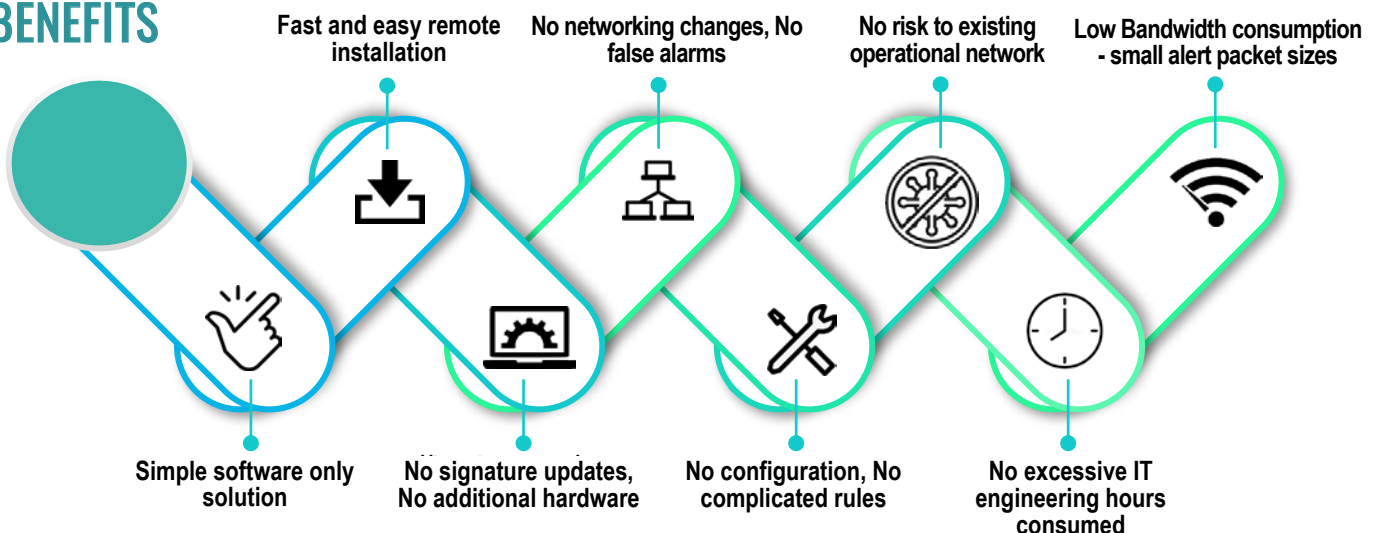 BENEFITS
Fast and easy remote
installation
No networking changes, No
false alarms
No risk to existing
operational network
Low Bandwidth consumption
- small alert packet sizes
Simple software only
solution
No signature updates,
No additional hardware
No configuration, No
complicated rules
No excessive IT
engineering hours
consumed